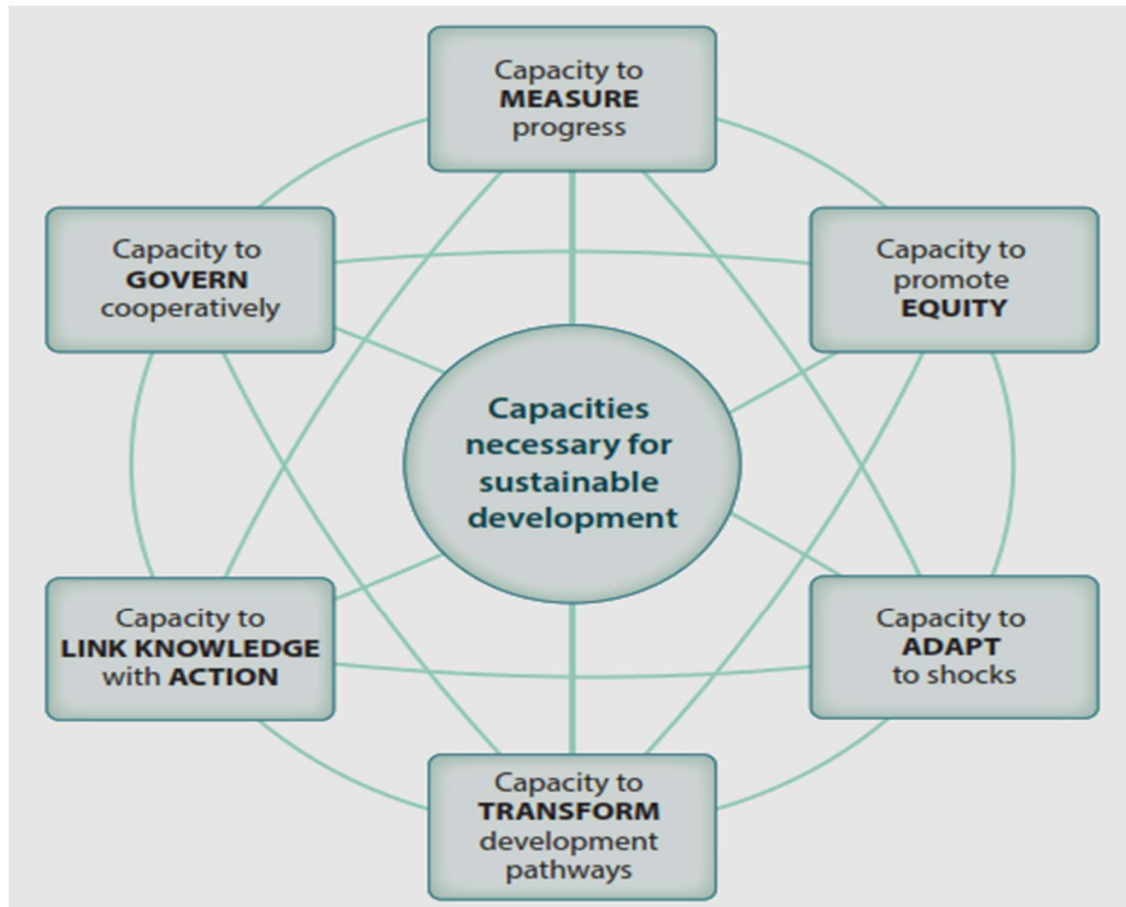 Capacity to
MEASURE
progress
Capacity to
GOVERN
cooperatively
Capacity to
promote
EQUITY
Capacities
necessary for
sustainable
development
Capacity to
LINK KNOWLEDGE
with ACTION
Capacity to
ADAPT
to shocks
Capacity to
TRANSFORM
development
pathways